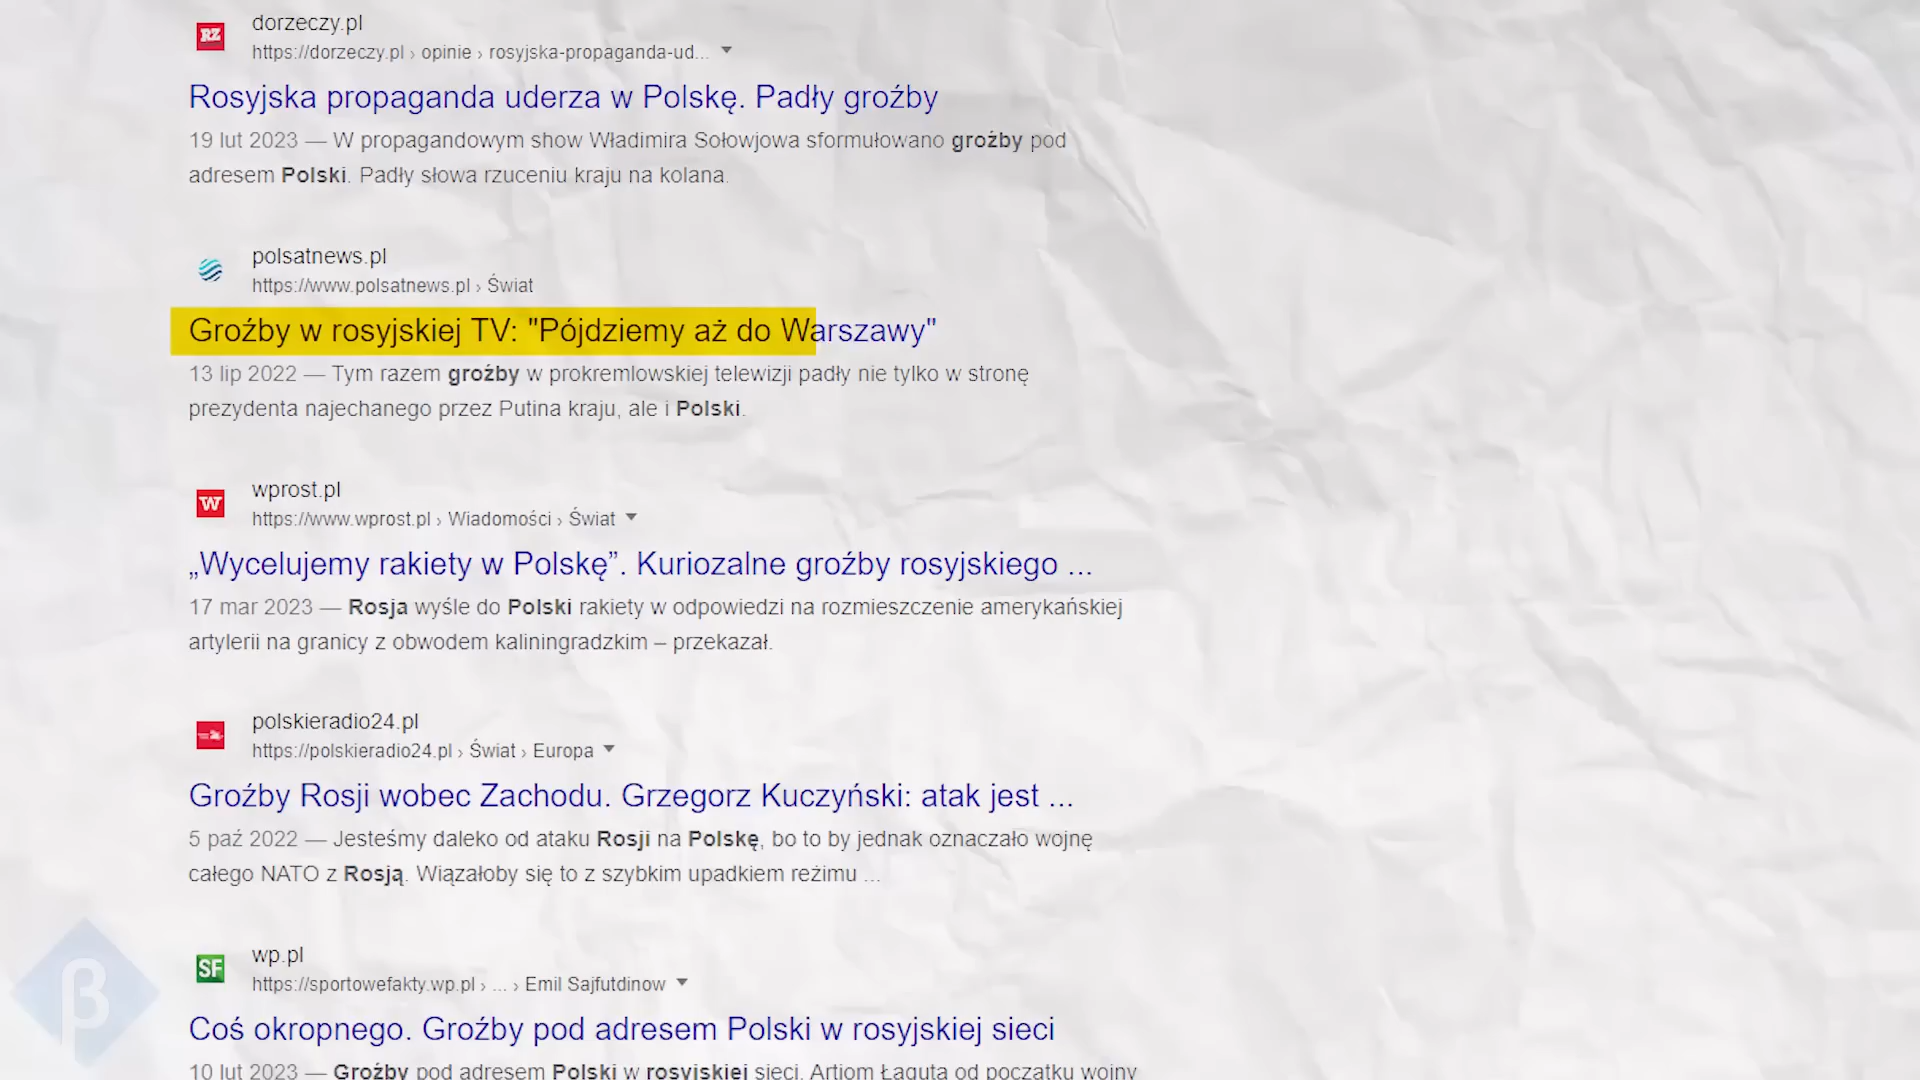 dorzeczy.pl
https://dorzeczy.pl › opinie › rosyjska-propaganda-ud...
Rosyjska propaganda uderza w Polskę. Padły groźby
19 lut 2023 — W propagandowym show Władimira Sołowjowa sformułowano groźby pod
adresem Polski. Padły słowa rzuceniu kraju na kolana.
polsatnews.pl
https://www.polsatnews.pl › Świat
Groźby w rosyjskiej TV: "Pójdziemy aż do Warszawy"
13 lip 2022 — Tym razem groźby w prokremlowskiej telewizji padły nie tylko w stronę
prezydenta najechanego przez Putina kraju, ale i Polski.
wprost.pl
https://www.wprost.pl › Wiadomości › Świat
„Wycelujemy rakiety w Polskę”. Kuriozalne groźby rosyjskiego ...
17 mar 2023 — Rosja wyśle do Polski rakiety w odpowiedzi na rozmieszczenie amerykańskiej
artylerii na granicy z obwodem kaliningradzkim – przekazał.
polskieradio24.pl
https://polskieradio24.pl › Świat › Europa
Groźby Rosji wobec Zachodu. Grzegorz Kuczyński: atak jest ...
5 paź 2022 — Jesteśmy daleko od ataku Rosji na Polskę, bo to by jednak oznaczało wojnę
całego NATO z Rosją. Wiązałoby się to z szybkim upadkiem reżimu ...
wp.pl
https://sportowefakty.wp.pl › ... › Emil Sajfutdinow
Coś okropnego. Groźby pod adresem Polski w rosyjskiej sieci
10 lut 2023 — Groźby pod adresem Polski w rosyjskiej sieci. Artiom Łaguta od początku wojny
RZ
W
SF
β